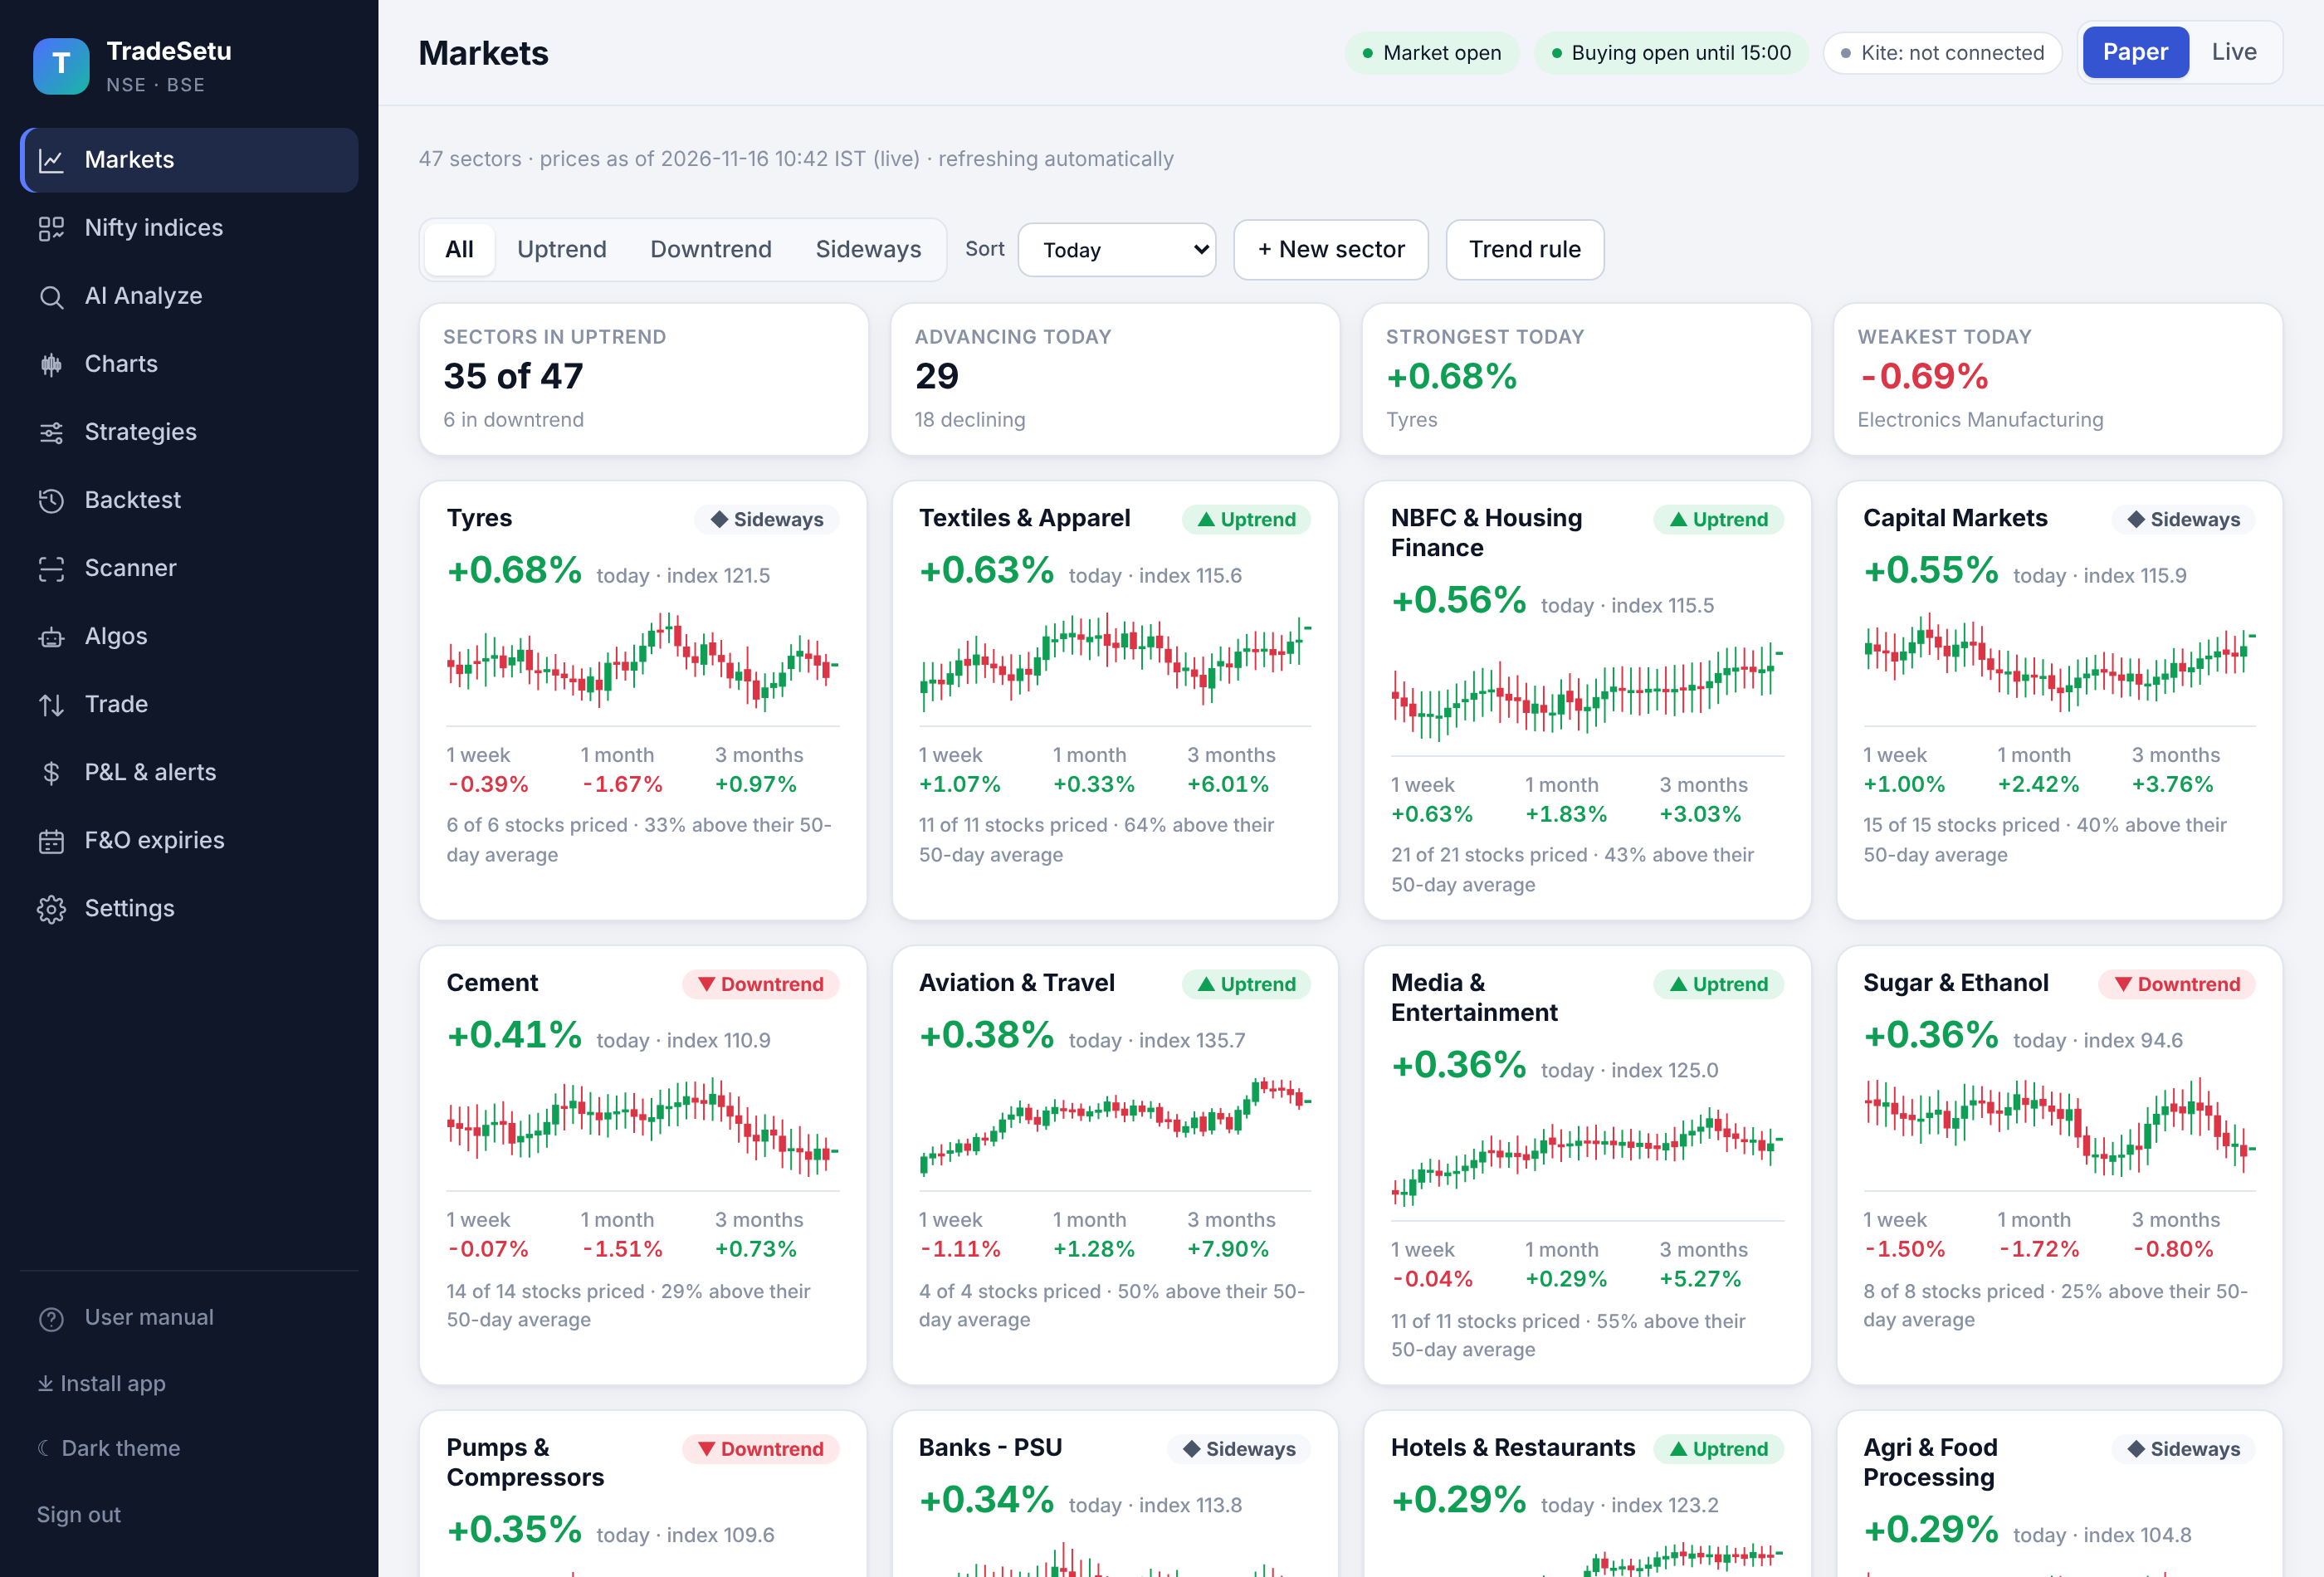 T
TradeSetu
NSE · BSE
Markets
Nifty indices
AI Analyze
Charts
Strategies
Backtest
Scanner
Algos
Trade
P&L & alerts
F&O expiries
Settings
User manual
Install app
Dark theme
Sign out
Markets
Market open
Buying open until 15:00
Kite: not connected
Paper
Live
47 sectors · prices as of 2026-11-16 10:42 IST (live) · refreshing automatically
All
Uptrend
Downtrend
Sideways
Sort
Today
+ New sector
Trend rule
SECTORS IN UPTREND
35 of 47
6 in downtrend
ADVANCING TODAY
29
18 declining
STRONGEST TODAY
+0.68%
Tyres
WEAKEST TODAY
-0.69%
Electronics Manufacturing
Tyres
◆ Sideways
+0.68% today · index 121.5
1 week 1 month 3 months
-0.39% -1.67% +0.97%
6 of 6 stocks priced · 33% above their 50-
day average
Textiles & Apparel
▲ Uptrend
+0.63% today · index 115.6
1 week 1 month 3 months
+1.07% +0.33% +6.01%
11 of 11 stocks priced · 64% above their
50-day average
NBFC & Housing
Finance
▲ Uptrend
+0.56% today · index 115.5
1 week 1 month 3 months
+0.63% +1.83% +3.03%
21 of 21 stocks priced · 43% above their
50-day average
Capital Markets
◆ Sideways
+0.55% today · index 115.9
1 week 1 month 3 months
+1.00% +2.42% +3.76%
15 of 15 stocks priced · 40% above their
50-day average
Cement
▼ Downtrend
+0.41% today · index 110.9
1 week 1 month 3 months
-0.07% -1.51% +0.73%
14 of 14 stocks priced · 29% above their
50-day average
Aviation & Travel
▲ Uptrend
+0.38% today · index 135.7
1 week 1 month 3 months
-1.11% +1.28% +7.90%
4 of 4 stocks priced · 50% above their 50-
day average
Media &
Entertainment
▲ Uptrend
+0.36% today · index 125.0
1 week 1 month 3 months
-0.04% +0.29% +5.27%
11 of 11 stocks priced · 55% above their
50-day average
Sugar & Ethanol
▼ Downtrend
+0.36% today · index 94.6
1 week 1 month 3 months
-1.50% -1.72% -0.80%
8 of 8 stocks priced · 25% above their 50-
day average
Pumps &
Compressors
▼ Downtrend
+0.35% today · index 109.6
Banks - PSU
◆ Sideways
+0.34% today · index 113.8
Hotels & Restaurants
▲ Uptrend
+0.29% today · index 123.2
Agri & Food
Processing
◆ Sideways
+0.29% today · index 104.8